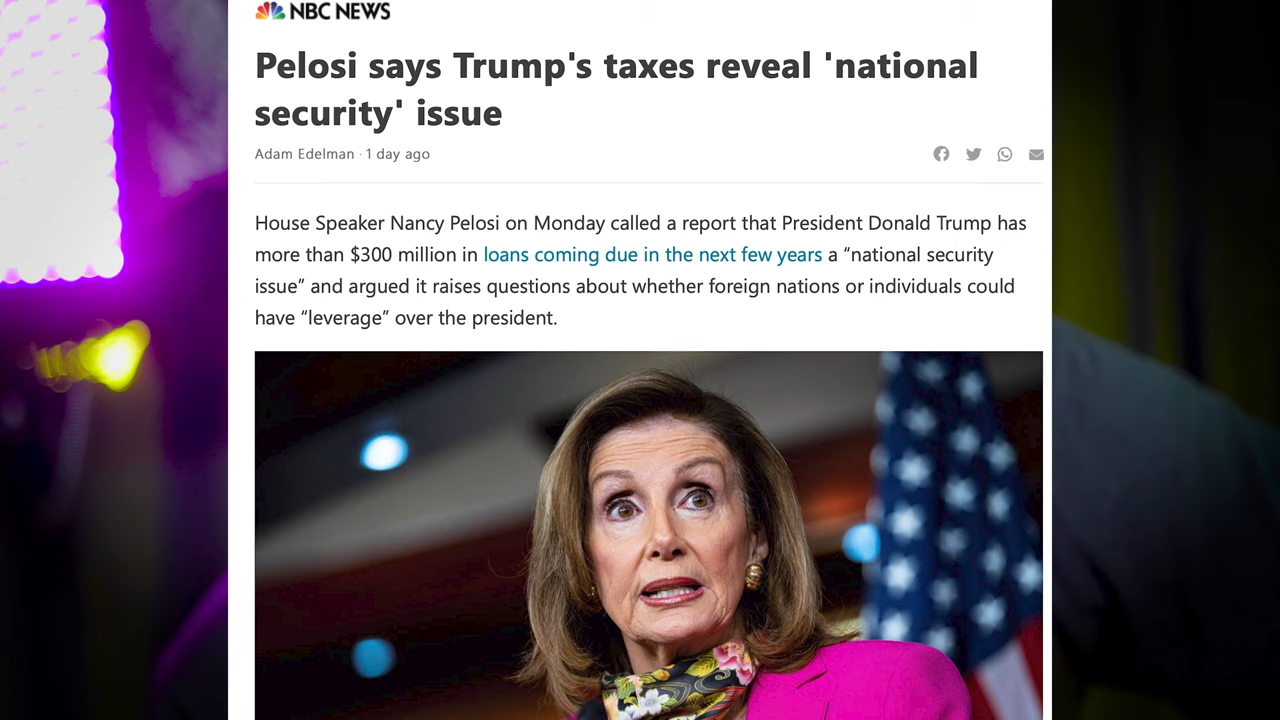 NBC NEWS
Pelosi says Trump's taxes reveal 'national
security' issue
Adam Edelman · 1 day ago
House Speaker Nancy Pelosi on Monday called a report that President Donald Trump has
more than $300 million in loans coming due in the next few years a “national security
issue” and argued it raises questions about whether foreign nations or individuals could
have “leverage” over the president.